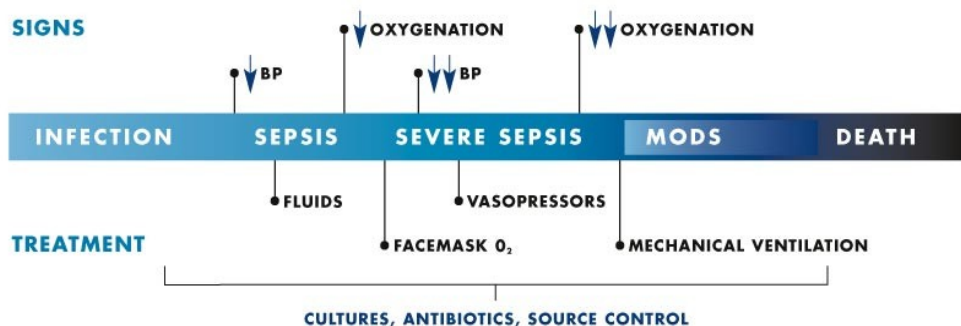 SIGNS
↓ OXYGENATION
↓↓ OXYGENATION
↓ BP
↓↓ BP
INFECTION SEPSIS SEVERE SEPSIS MODS DEATH
FLUIDS
VASOPRESSORS
TREATMENT
FACEMASK 0₂
MECHANICAL VENTILATION
CULTURES, ANTIBIOTICS, SOURCE CONTROL